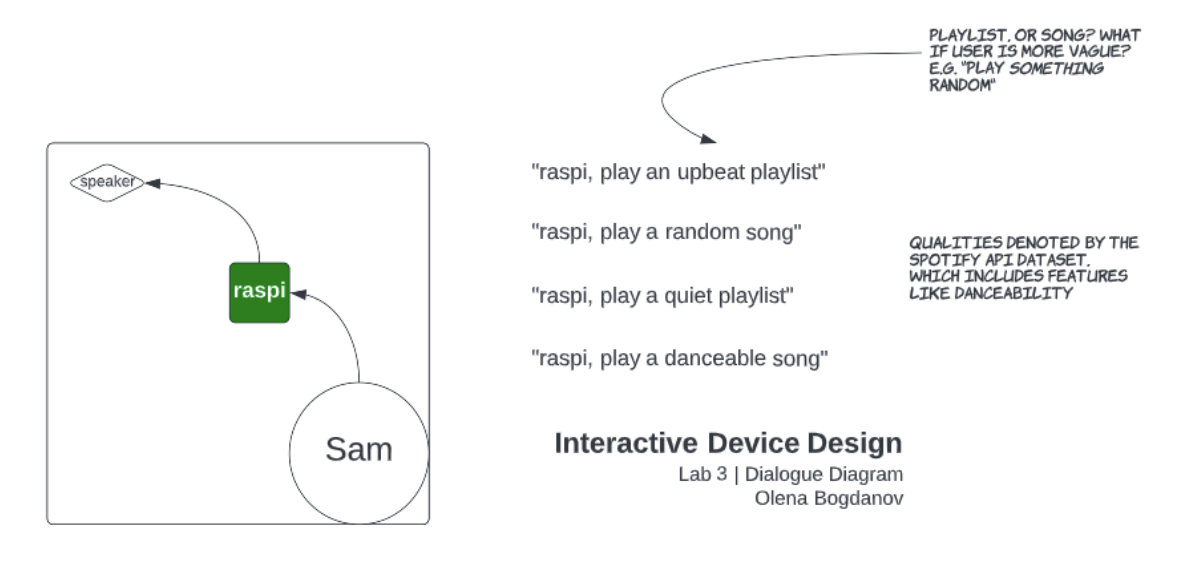 PLAYLIST, OR SONG? WHAT
IF USER IS MORE VAGUE?
E.G. "PLAY SOMETHING
RANDOM"
speaker
raspi
Sam
"raspi, play an upbeat playlist"
"raspi, play a random song"
"raspi, play a quiet playlist"
"raspi, play a danceable song"
QUALITIES DENOTED BY THE
SPOTIFY API DATASET,
WHICH INCLUDES FEATURES
LIKE DANCEABILITY
Interactive Device Design
Lab 3 | Dialogue Diagram
Olena Bogdanov